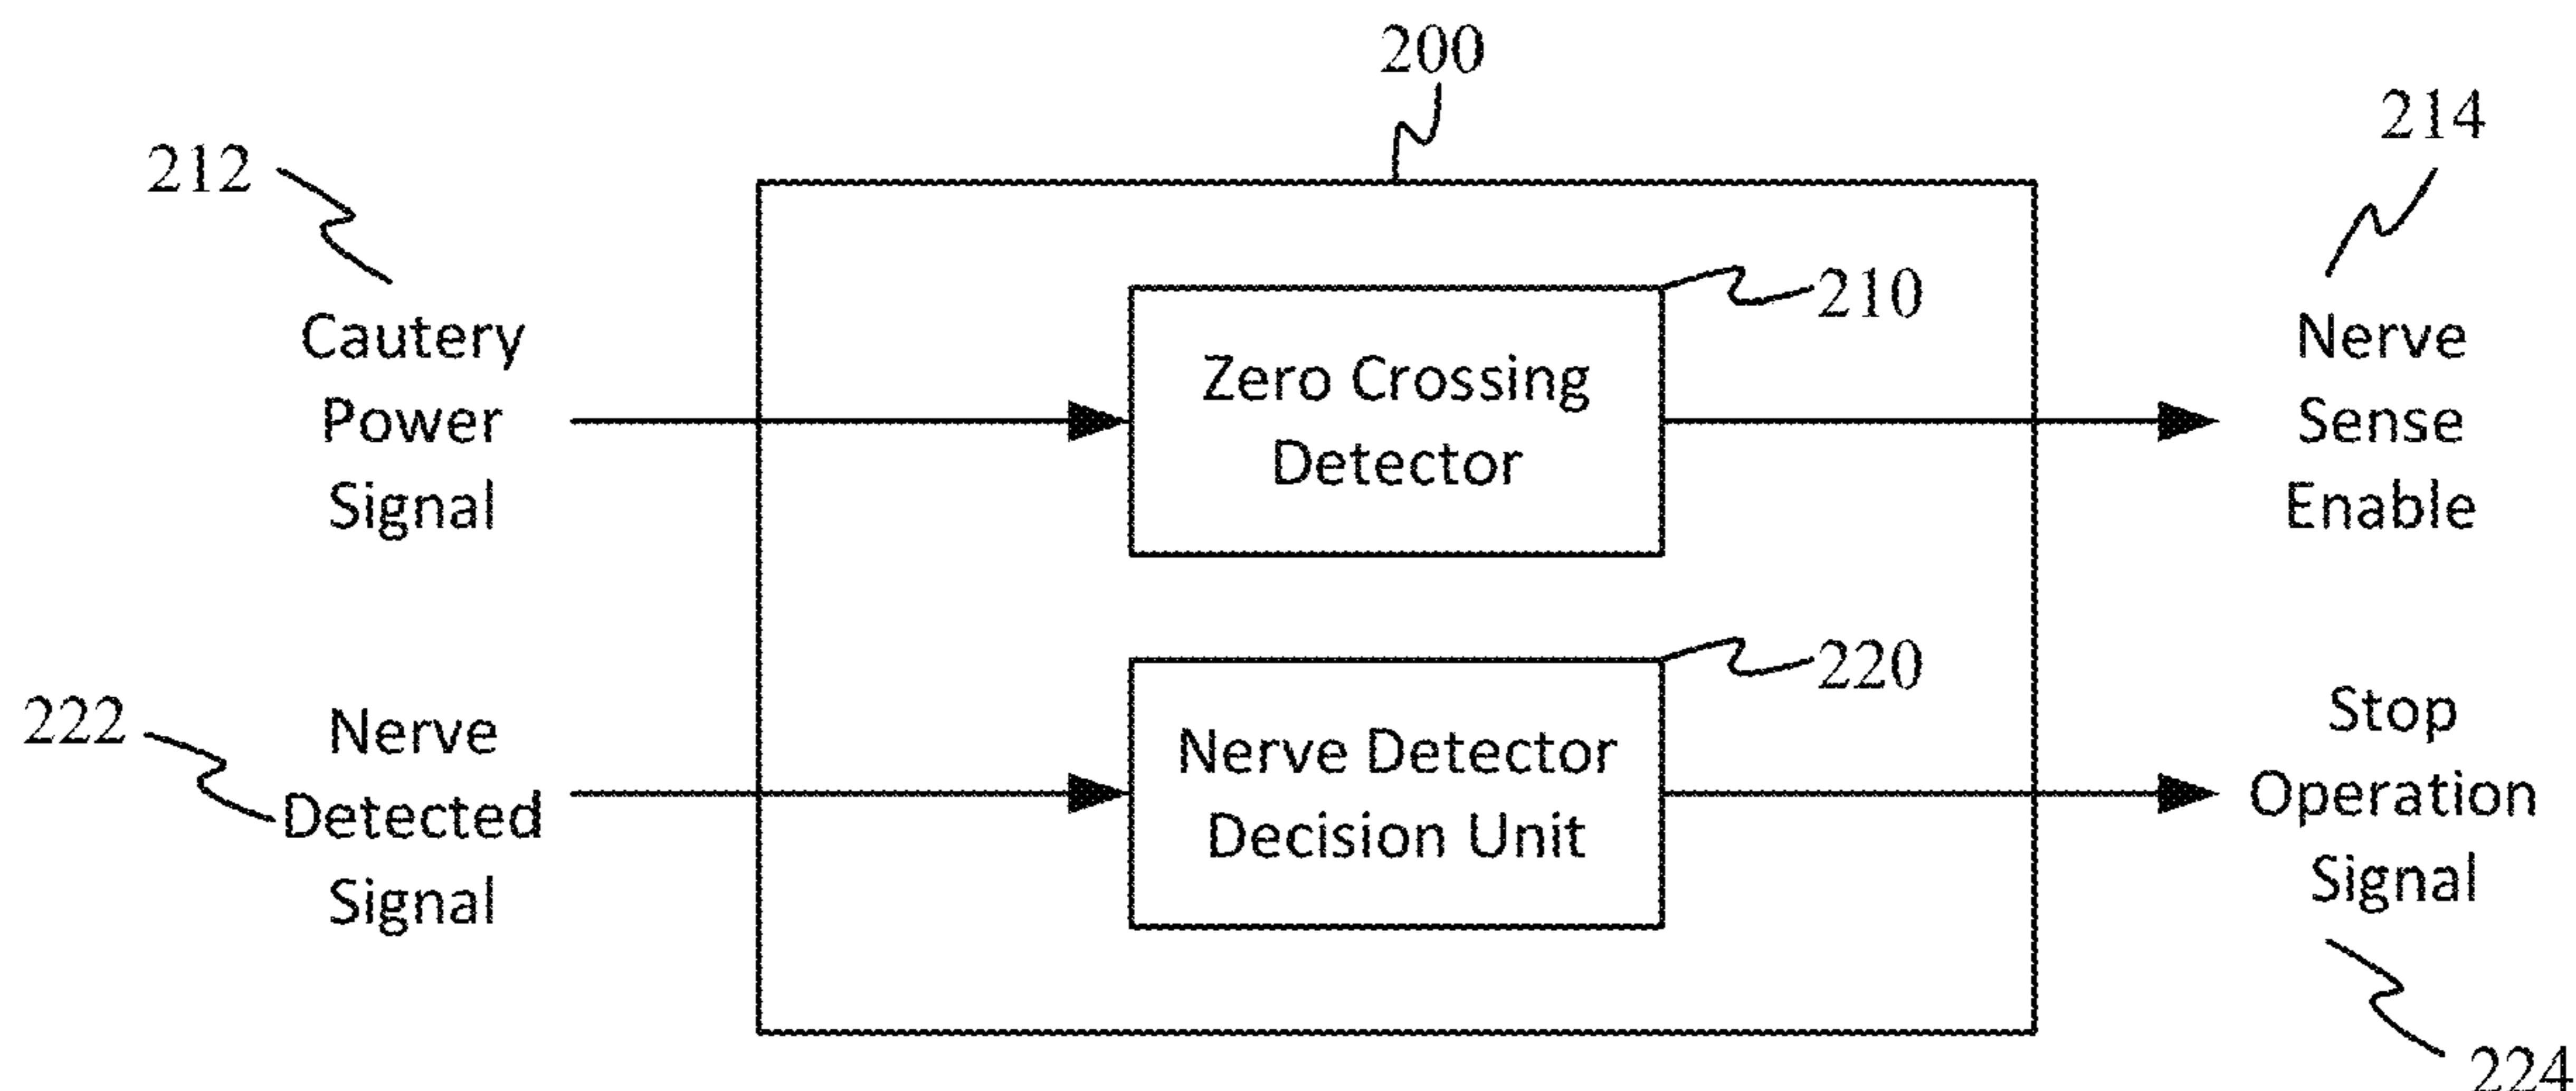 200
212
214
Cautery
Power
Signal
210
Zero Crossing
Detector
Nerve
Sense
Enable
222
Nerve
Detected
Signal
220
Nerve Detector
Decision Unit
Stop
Operation
Signal
224